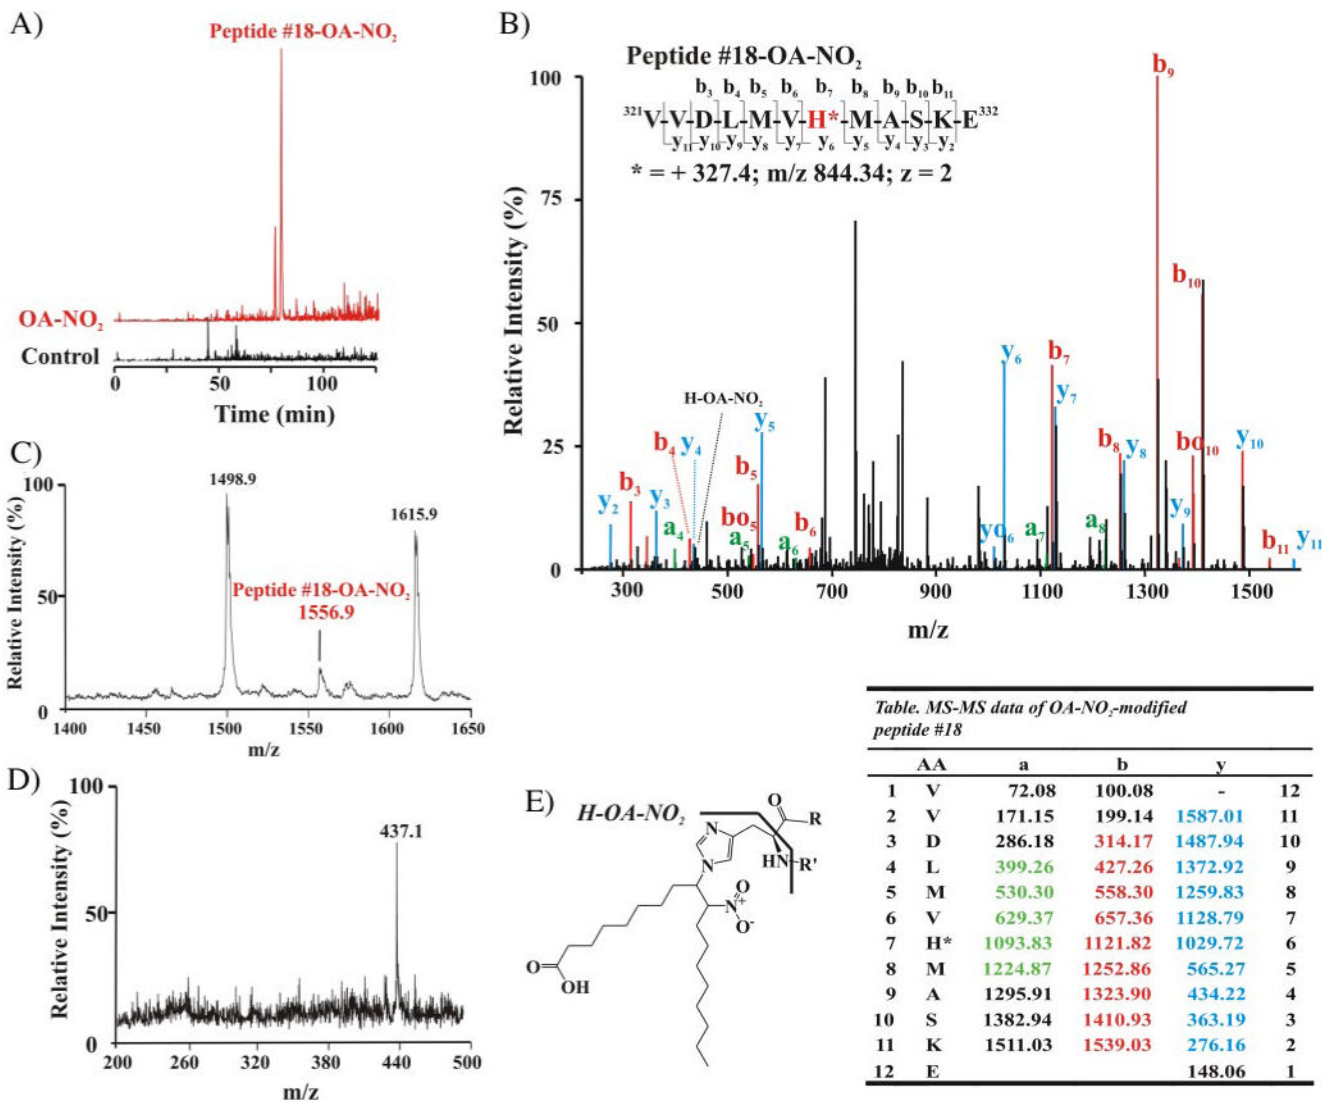 A)
Peptide #18-OA-NO₂
OA-NO₂
Control
0 50 100
Time (min)
B)
Peptide #18-OA-NO₂
b₃ b₄ b₅ b₆ b₇ b₈ b₉ b₁₀ b₁₁
³²¹V-V-D-L-M-V-H*-M-A-S-K-E³³²
y₁₁ y₁₀ y₉ y₈ y₇ y₆ y₅ y₄ y₃ y₂
* = + 327.4; m/z 844.34; z = 2
Relative Intensity (%)
100
75
50
25
0
300 500 700 900 1100 1300 1500
m/z
y₂
b₃
y₃
a₄
b₄
y₄
H-OA-NO₂
b₅
bo₅
a₅
y₅
a₆
b₆
yo₆
y₆
a₇
b₇
y₇
a₈
b₈
y₈
b₉
y₉
bo₁₀
b₁₀
y₁₀
b₁₁
y₁₁
C)
Relative Intensity (%)
100
50
0
1498.9
Peptide #18-OA-NO₂
1556.9
1615.9
1400 1450 1500 1550 1600 1650
m/z
D)
Relative Intensity (%)
100
50
0
437.1
200 260 320 380 440 500
m/z
E)
H-OA-NO₂
O
R
N
HN
R'
N
O
N⁺
O⁻
O
OH
Table. MS-MS data of OA-NO₂-modified
peptide #18
AA a b y
1 V 72.08 100.08 - 12
2 V 171.15 199.14 1587.01 11
3 D 286.18 314.17 1487.94 10
4 L 399.26 427.26 1372.92 9
5 M 530.30 558.30 1259.83 8
6 V 629.37 657.36 1128.79 7
7 H* 1093.83 1121.82 1029.72 6
8 M 1224.87 1252.86 565.27 5
9 A 1295.91 1323.90 434.22 4
10 S 1382.94 1410.93 363.19 3
11 K 1511.03 1539.03 276.16 2
12 E 148.06 1